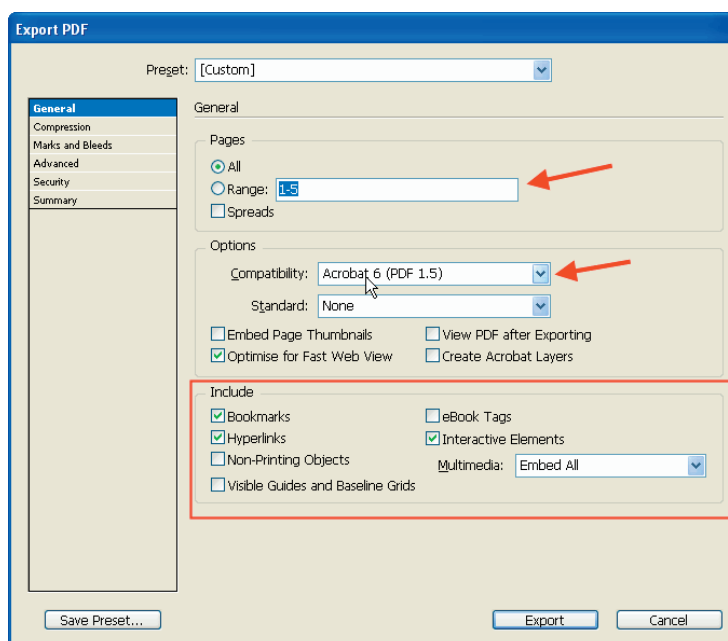 Export PDF
Preset: [Custom]
General
Compression
Marks and Bleeds
Advanced
Security
Summary
General
Pages
All
Range: 1-5
Spreads
Options
Compatibility: Acrobat 6 (PDF 1.5)
Standard: None
Embed Page Thumbnails View PDF after Exporting
Optimise for Fast Web View Create Acrobat Layers
Include
Bookmarks eBook Tags
Hyperlinks Interactive Elements
Non-Printing Objects Multimedia: Embed All
Visible Guides and Baseline Grids
Save Preset... Export Cancel